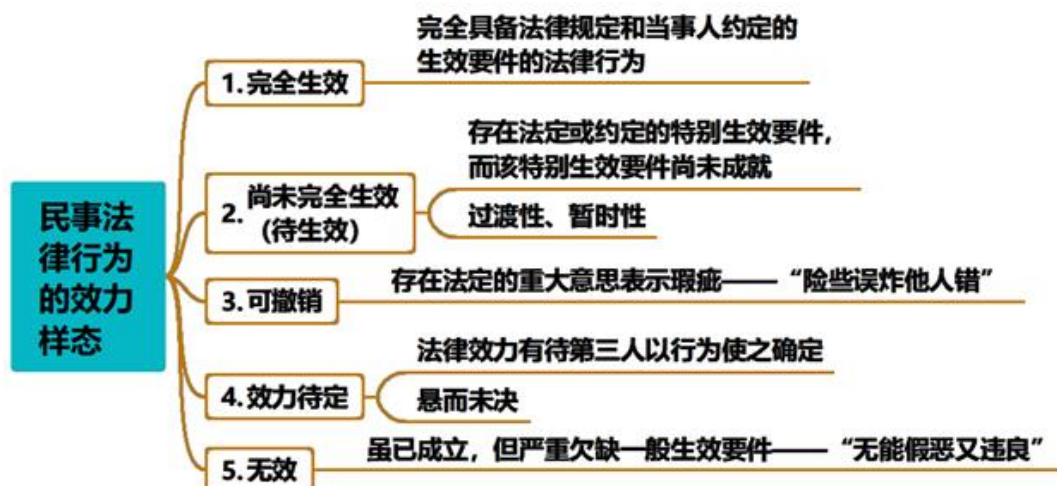 民事法
律行为
的效力
样态
1.完全生效
完全具备法律规定和当事人约定的
生效要件的法律行为
2.尚未完全生效
(待生效)
存在法定或约定的特别生效要件，
而该特别生效要件尚未成就
过渡性、暂时性
3.可撤销
存在法定的重大意思表示瑕疵——“险些误炸他人错”
4.效力待定
法律效力有待第三人以行为使之确定
悬而未决
5.无效
虽已成立，但严重欠缺一般生效要件——“无能假恶又违良”